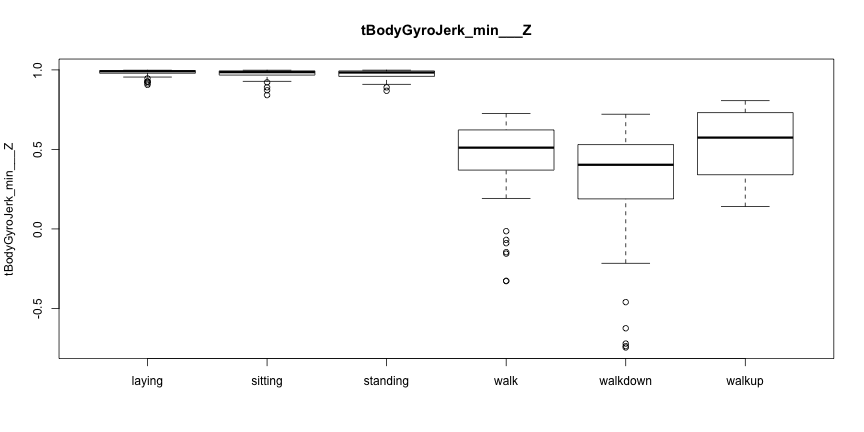 tBodyGyroJerk_min___Z
tBodyGyroJerk_min___Z
1.0
0.5
0.0
-0.5
laying sitting standing walk walkdown walkup